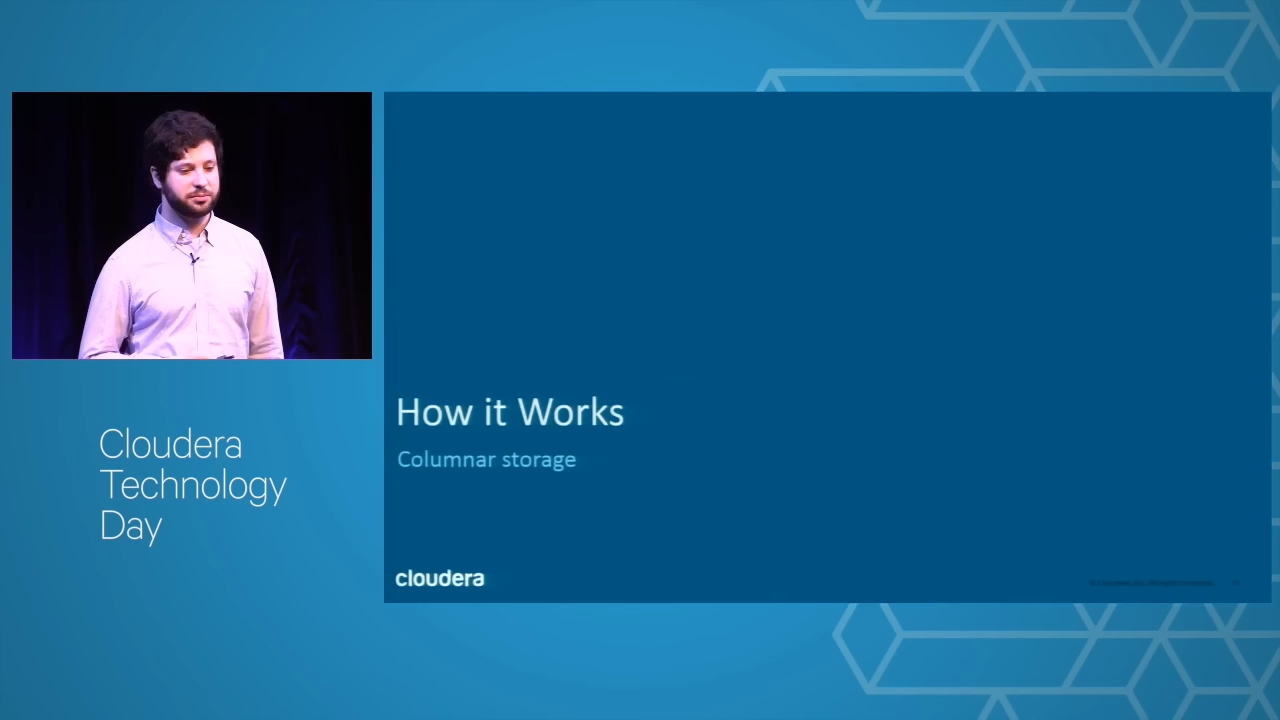 How it Works
Columnar storage
Cloudera
Technology
Day
cloudera